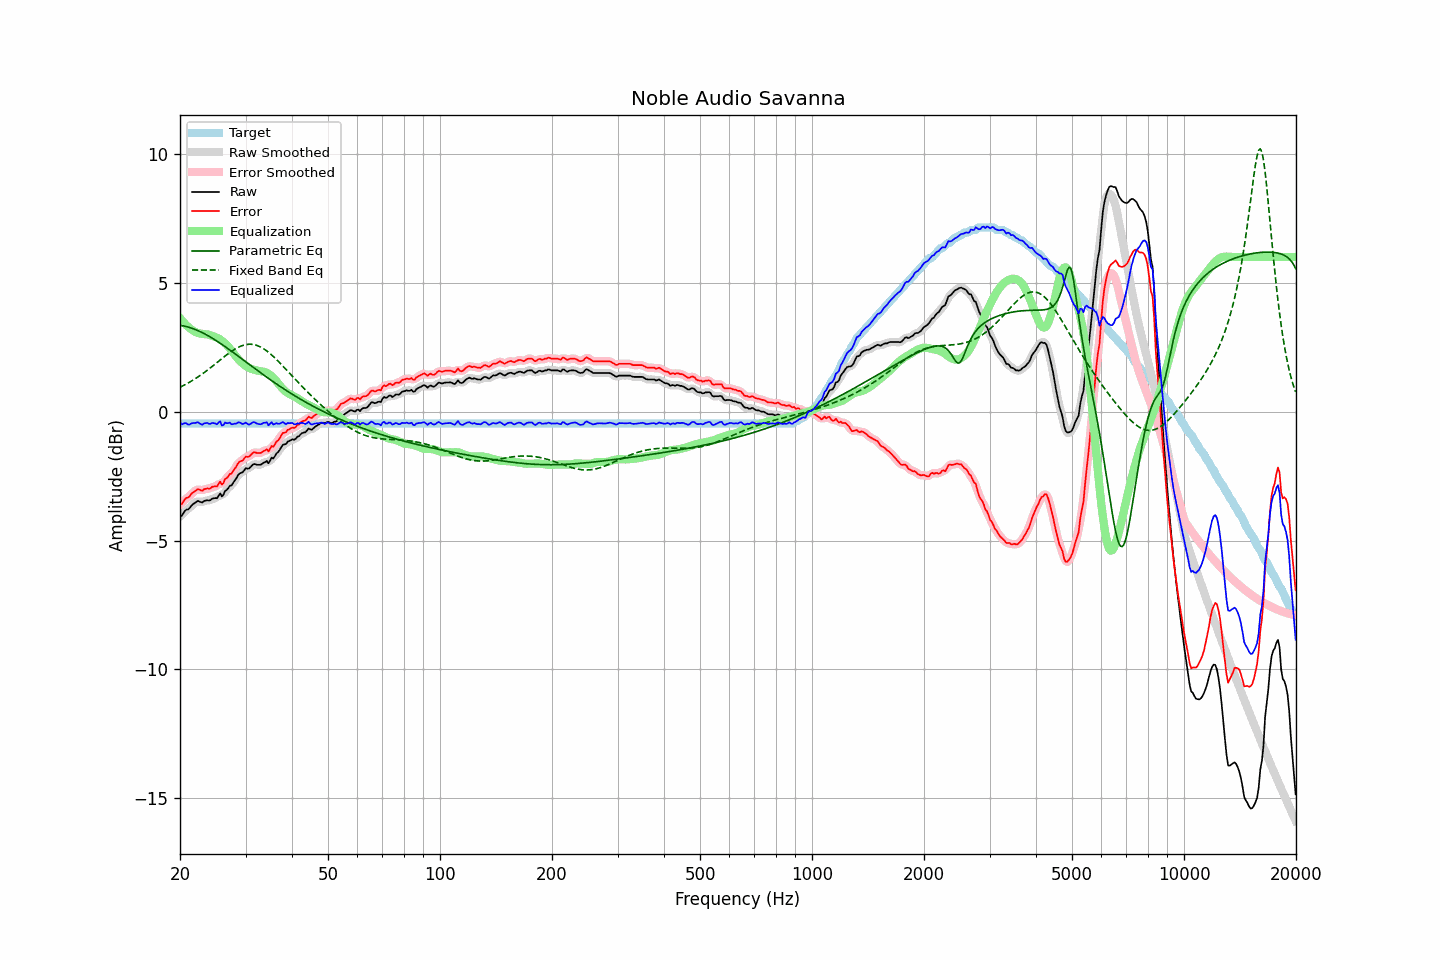 Noble Audio Savanna
Target
Raw Smoothed
Error Smoothed
Raw
Error
Equalization
Parametric Eq
Fixed Band Eq
Equalized
Amplitude (dBr)
10
5
0
−5
−10
−15
20
50
100
200
500
1000
2000
5000
10000
20000
Frequency (Hz)